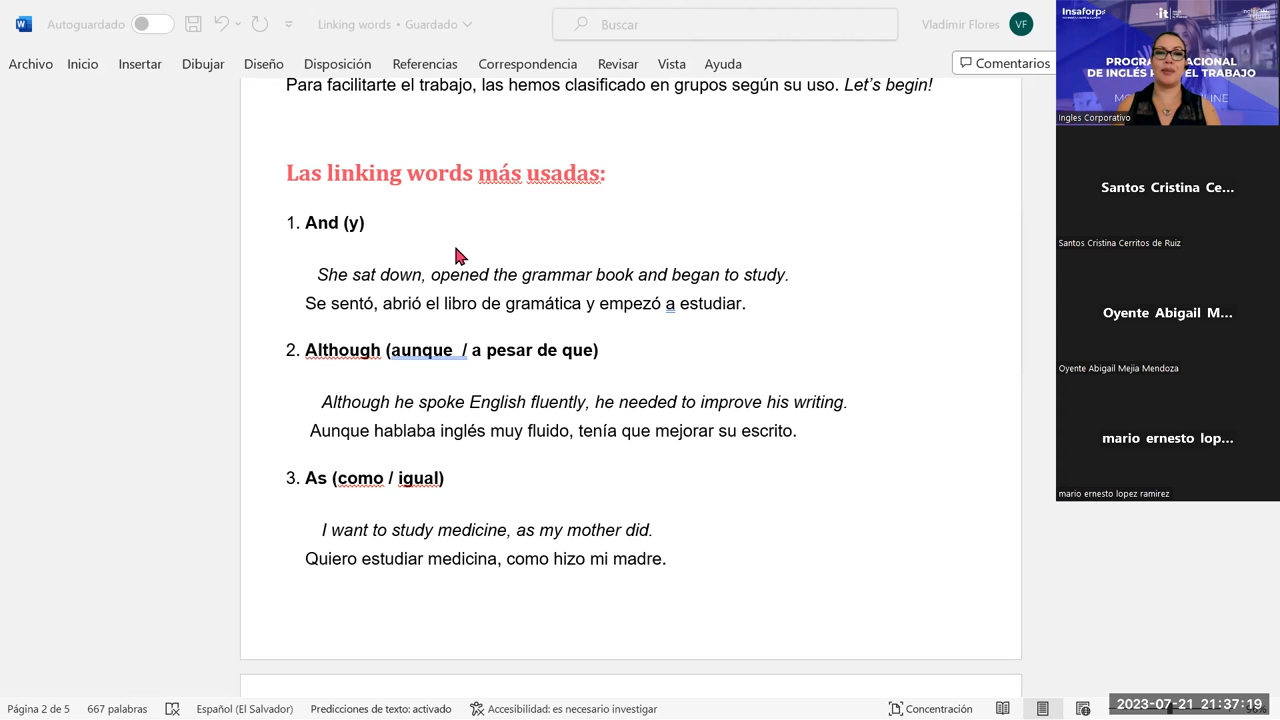 Autoguardado
Linking words • Guardado
Buscar
Vladimir Flores
VF
Archivo Inicio Insertar Dibujar Diseño Disposición Referencias Correspondencia Revisar Vista Ayuda
Comentarios
Para facilitarte el trabajo, las hemos clasificado en grupos según su uso. Let’s begin!
Las linking words más usadas:
1. And (y)
She sat down, opened the grammar book and began to study.
Se sentó, abrió el libro de gramática y empezó a estudiar.
2. Although (aunque / a pesar de que)
Although he spoke English fluently, he needed to improve his writing.
Aunque hablaba inglés muy fluido, tenía que mejorar su escrito.
3. As (como / igual)
I want to study medicine, as my mother did.
Quiero estudiar medicina, como hizo mi madre.
Página 2 de 5 667 palabras Español (El Salvador) Predicciones de texto: activado Accesibilidad: es necesario investigar
Concentración
2023-07-21 21:37:19
Insaforp
Ingles Corporativo
Santos Cristina Ce...
Santos Cristina Cerritos de Ruiz
Oyente Abigail M...
Oyente Abigail Mejia Mendoza
mario ernesto lop...
mario ernesto lopez ramirez